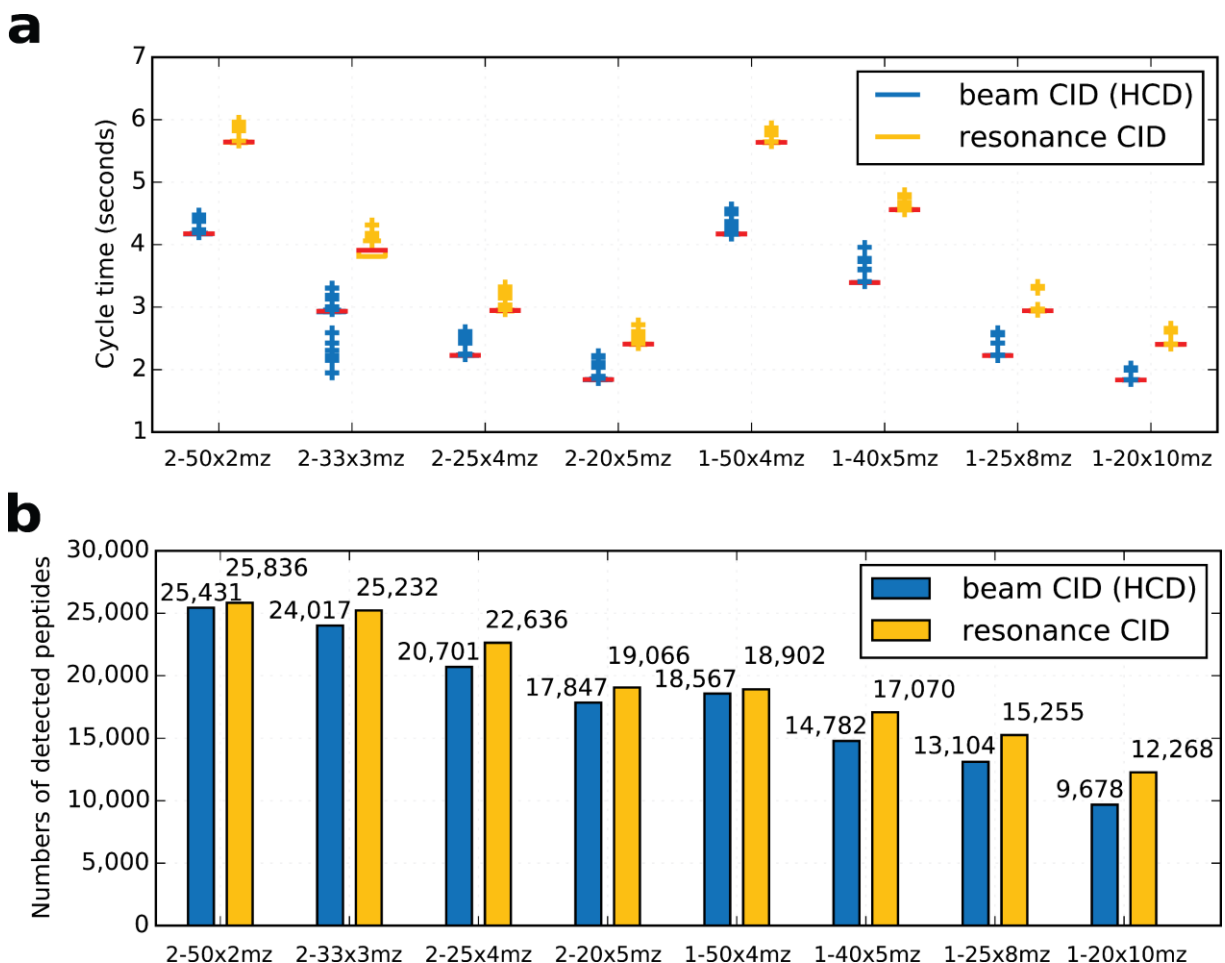 a
7
6
5
4
3
2
1
Cycle time (seconds)
beam CID (HCD)
resonance CID
2-50x2mz 2-33x3mz 2-25x4mz 2-20x5mz 1-50x4mz 1-40x5mz 1-25x8mz 1-20x10mz
b
30,000
25,000
20,000
15,000
10,000
5,000
0
Numbers of detected peptides
beam CID (HCD)
resonance CID
25,431 25,836
24,017 25,232
20,701 22,636
17,847 19,066
18,567 18,902
14,782 17,070
13,104 15,255
9,678 12,268
2-50x2mz 2-33x3mz 2-25x4mz 2-20x5mz 1-50x4mz 1-40x5mz 1-25x8mz 1-20x10mz